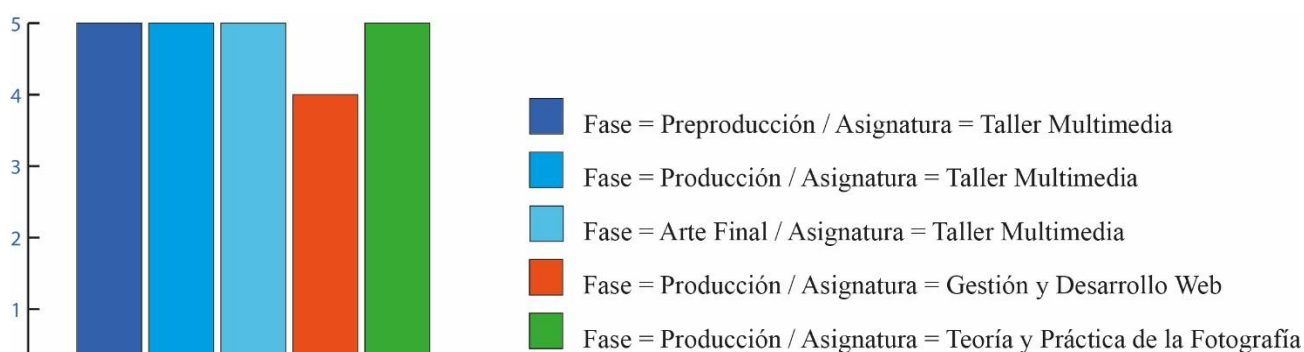 5
4
3
2
1
Fase = Preproducción / Asignatura = Taller Multimedia
Fase = Producción / Asignatura = Taller Multimedia
Fase = Arte Final / Asignatura = Taller Multimedia
Fase = Producción / Asignatura = Gestión y Desarrollo Web
Fase = Producción / Asignatura = Teoría y Práctica de la Fotografía